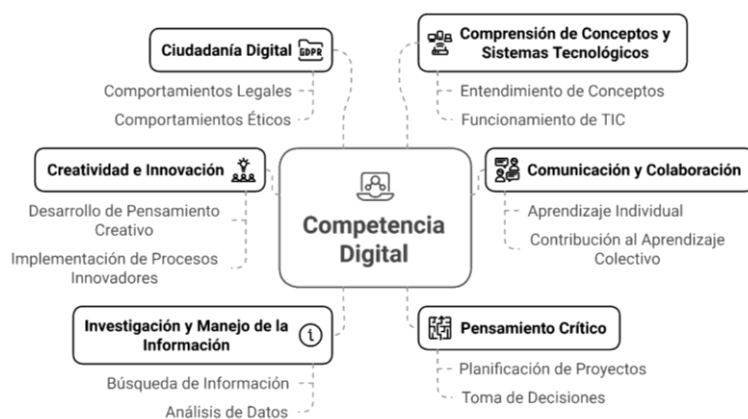 Ciudadanía Digital
GDPR
Comportamientos Legales
Comportamientos Éticos
Creatividad e Innovación
Desarrollo de Pensamiento
Creativo
Implementación de Procesos
Innovadores
Investigación y Manejo de la
Información
i
Búsqueda de Información
Análisis de Datos
Competencia
Digital
Comprensión de Conceptos y
Sistemas Tecnológicos
Entendimiento de Conceptos
Funcionamiento de TIC
Comunicación y Colaboración
Aprendizaje Individual
Contribución al Aprendizaje
Colectivo
Pensamiento Crítico
Planificación de Proyectos
Toma de Decisiones